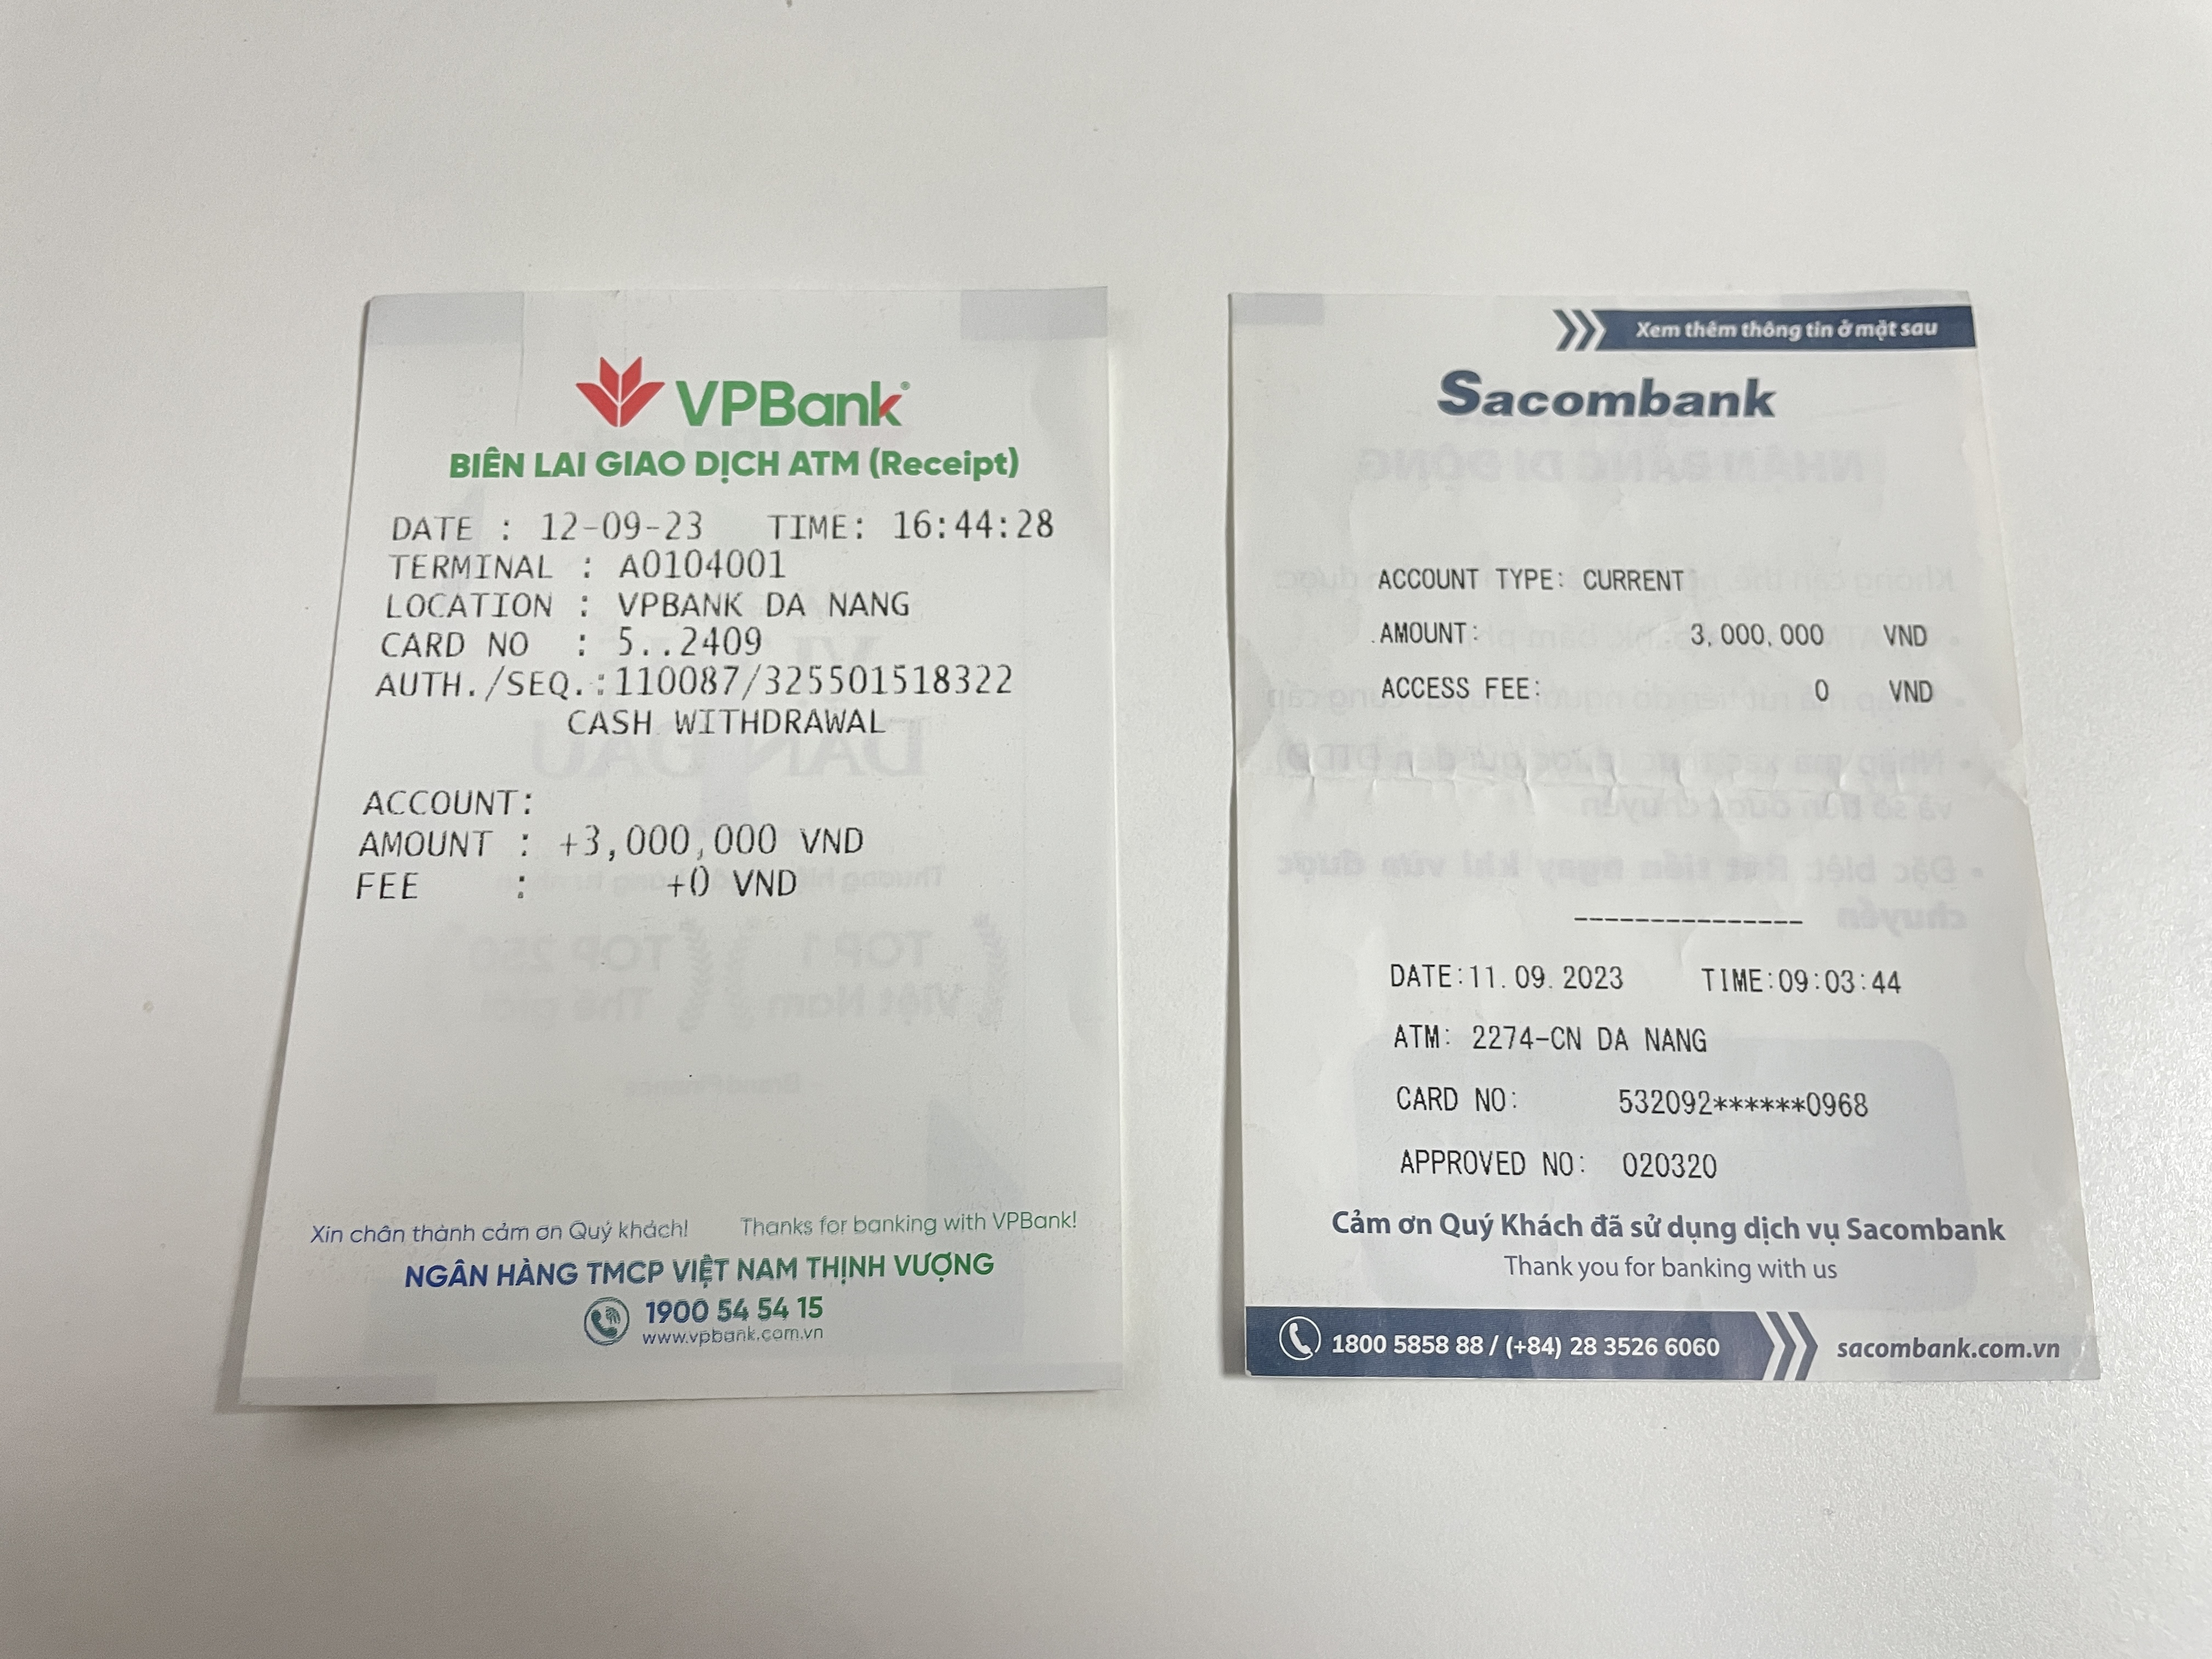 VPBank
BIÊN LAI GIAO DỊCH ATM (Receipt)
DATE : 12-09-23 TIME: 16:44:28
TERMINAL : A0104001
LOCATION : VPBANK DA NANG
CARD NO : 5..2409
AUTH./SEQ.:110087/325501518322
CASH WITHDRAWAL
ACCOUNT:
AMOUNT : +3,000,000 VND
FEE : +0 VND
Xin chân thành cảm ơn Quý khách! Thanks for banking with VPBank!
NGÂN HÀNG TMCP VIỆT NAM THỊNH VƯỢNG
1900 54 54 15
www.vpbank.com.vn
Xem thêm thông tin ở mặt sau
Sacombank
ACCOUNT TYPE: CURRENT
AMOUNT: 3,000,000 VND
ACCESS FEE: 0 VND
---------------
DATE:11.09.2023 TIME:09:03:44
ATM: 2274-CN DA NANG
CARD NO: 532092******0968
APPROVED NO: 020320
Cảm ơn Quý Khách đã sử dụng dịch vụ Sacombank
Thank you for banking with us
1800 5858 88 / (+84) 28 3526 6060
sacombank.com.vn